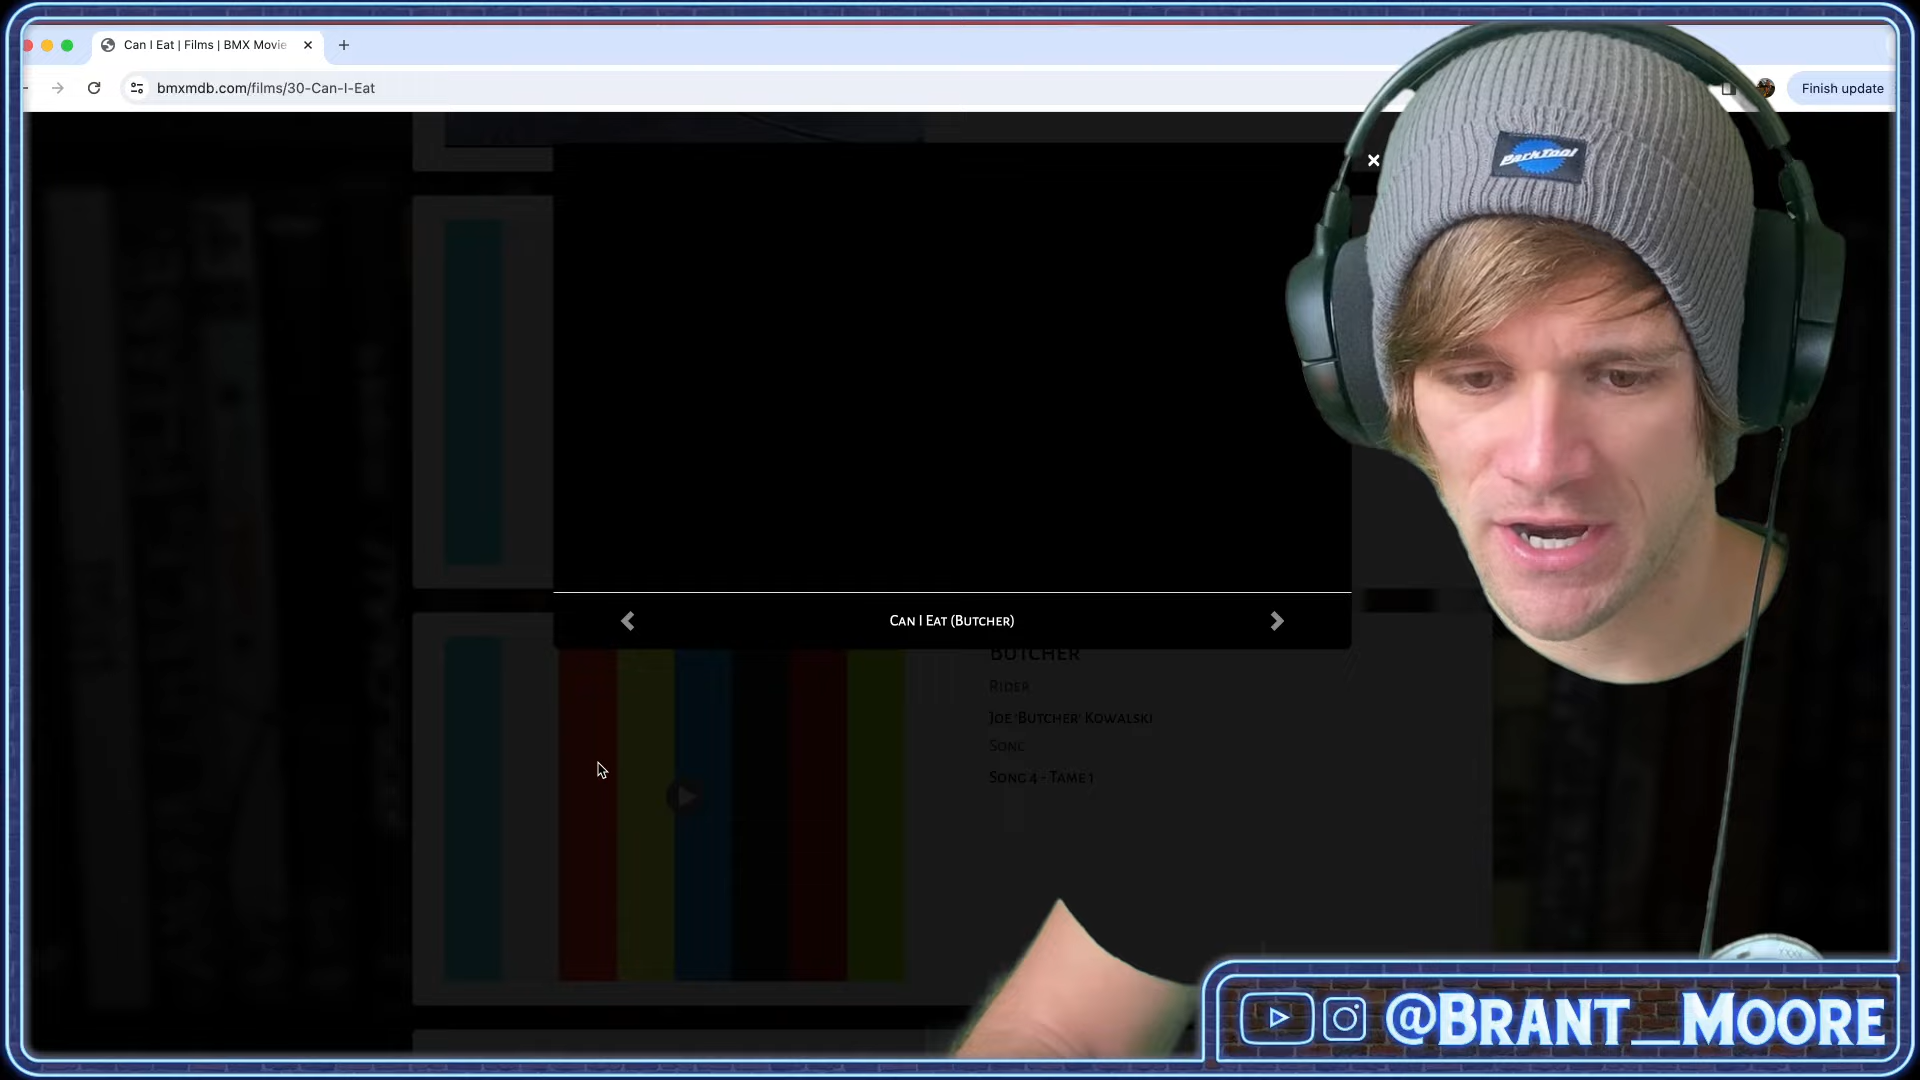 Can I Eat | Films | BMX Movie
bmxmdb.com/films/30-Can-I-Eat
Finish update
ParkTool
Can I Eat (Butcher)
Butcher
Rider
Joe 'Butcher' Kowalski
Song
Song 4 - Tame 1
@Brant_Moore